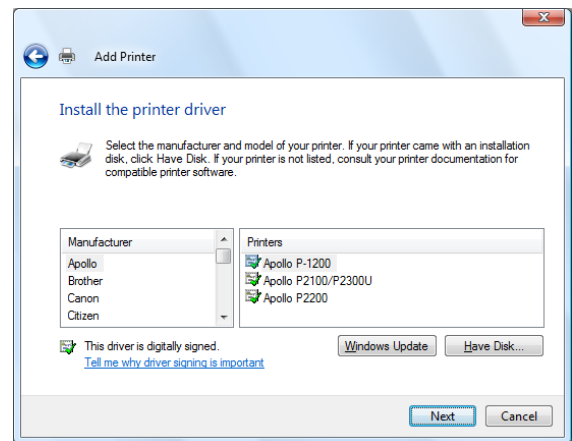 Add Printer
Install the printer driver
Select the manufacturer and model of your printer. If your printer came with an installation
disk, click Have Disk. If your printer is not listed, consult your printer documentation for
compatible printer software.
Manufacturer
Apollo
Brother
Canon
Citizen
Printers
Apollo P-1200
Apollo P2100/P2300U
Apollo P2200
This driver is digitally signed.
Tell me why driver signing is important
Windows Update
Have Disk...
Next
Cancel